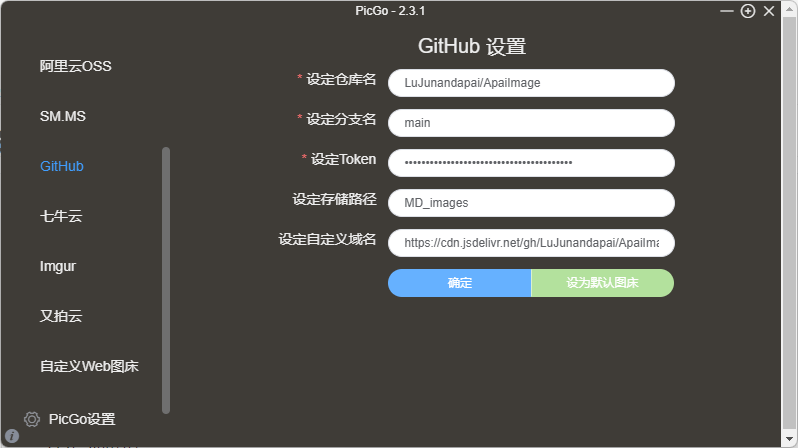 PicGo - 2.3.1
阿里云OSS
SM.MS
GitHub
七牛云
Imgur
又拍云
自定义Web图床
PicGo设置
GitHub 设置
* 设定仓库名 LuJunandapai/ApaiImage
* 设定分支名 main
* 设定Token ••••••••••••••••••••••••••••••••••••••••
设定存储路径 MD_images
设定自定义域名 https://cdn.jsdelivr.net/gh/LuJunandapai/ApaiIma
确定 设为默认图床